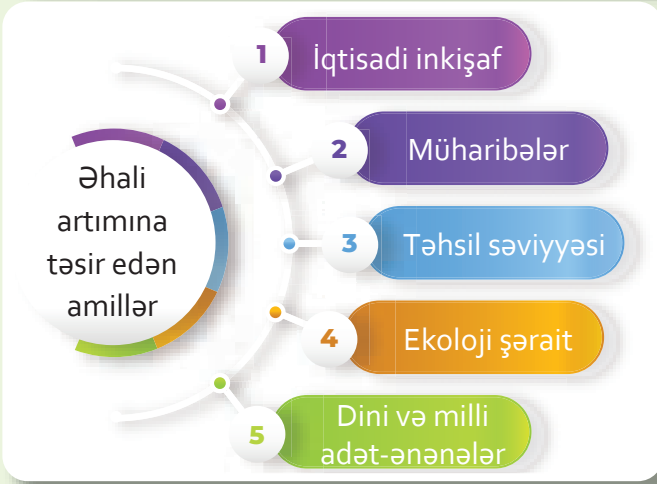 Əhali
artımına
təsir edən
amillər
1
İqtisadi inkişaf
2
Müharibələr
3
Təhsil səviyyəsi
4
Ekoloji şərait
5
Dini və milli
adət-ənənələr